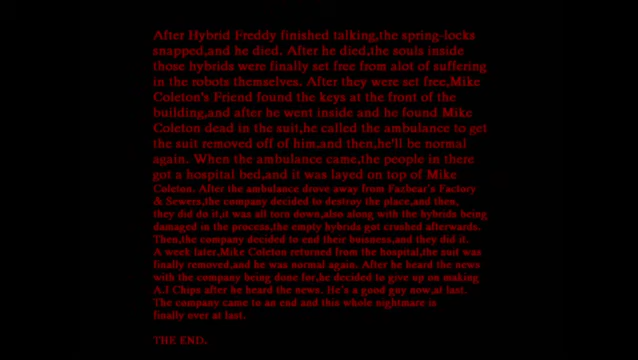 After Hybrid Freddy finished talking,the spring-locks
snapped,and he died. After he died,the souls inside
those hybrids were finally set free from alot of suffering
in the robots themselves. After they were set free,Mike
Coleton's Friend found the keys at the front of the
building,and after he went inside and he found Mike
Coleton dead in the suit,he called the ambulance to get
the suit removed off of him,and then,he'll be normal
again. When the ambulance came,the people in there
got a hospital bed,and it was layed on top of Mike
Coleton. After the ambulance drove away from Fazbear's Factory
& Sewers,the company decided to destroy the place,and then,
they did do it,it was all torn down,also along with the hybrids being
damaged in the process,the empty hybrids got crushed afterwards.
Then,the company decided to end their buisness,and they did it.
A week later,Mike Coleton returned from the hospital,the suit was
finally removed,and he was normal again. After he heard the news
with the company being done for,he decided to give up on making
A.I Chips after he heard the news. He's a good guy now,at last.
The company came to an end and this whole nightmare is
finally over at last.
THE END.